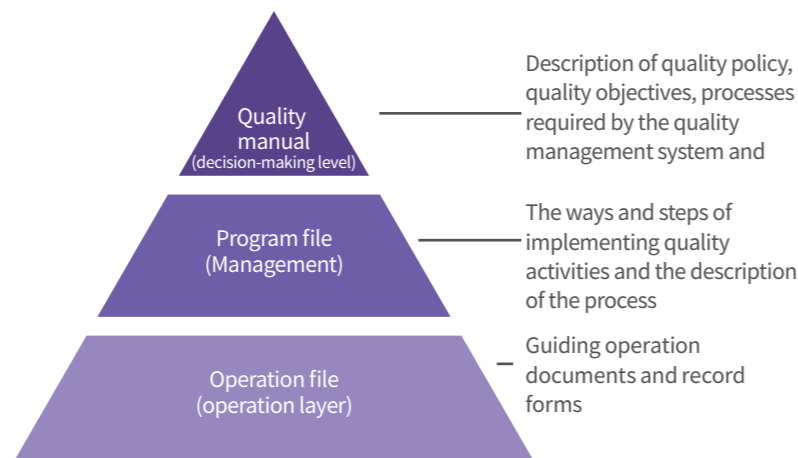 Quality
manual
(decision-making level)
Description of quality policy,
quality objectives, processes
required by the quality
management system and
Program file
(Management)
The ways and steps of
implementing quality
activities and the description
of the process
Operation file
(operation layer)
Guiding operation
documents and record
forms